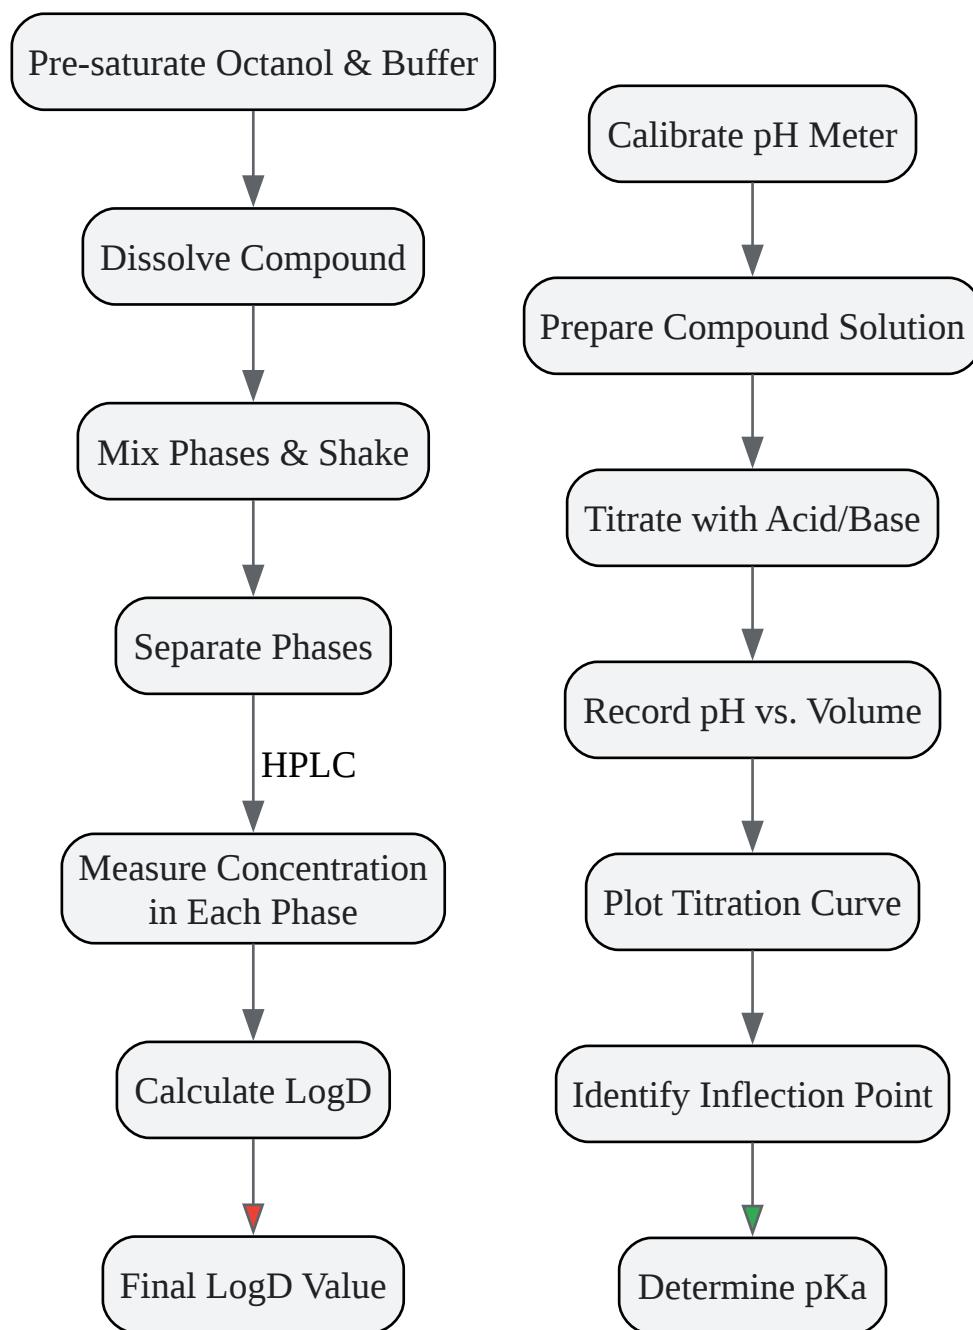 Pre-saturate Octanol & Buffer
Dissolve Compound
Mix Phases & Shake
Separate Phases
HPLC
Measure Concentration
in Each Phase
Calculate LogD
Final LogD Value
Calibrate pH Meter
Prepare Compound Solution
Titrate with Acid/Base
Record pH vs. Volume
Plot Titration Curve
Identify Inflection Point
Determine pKa